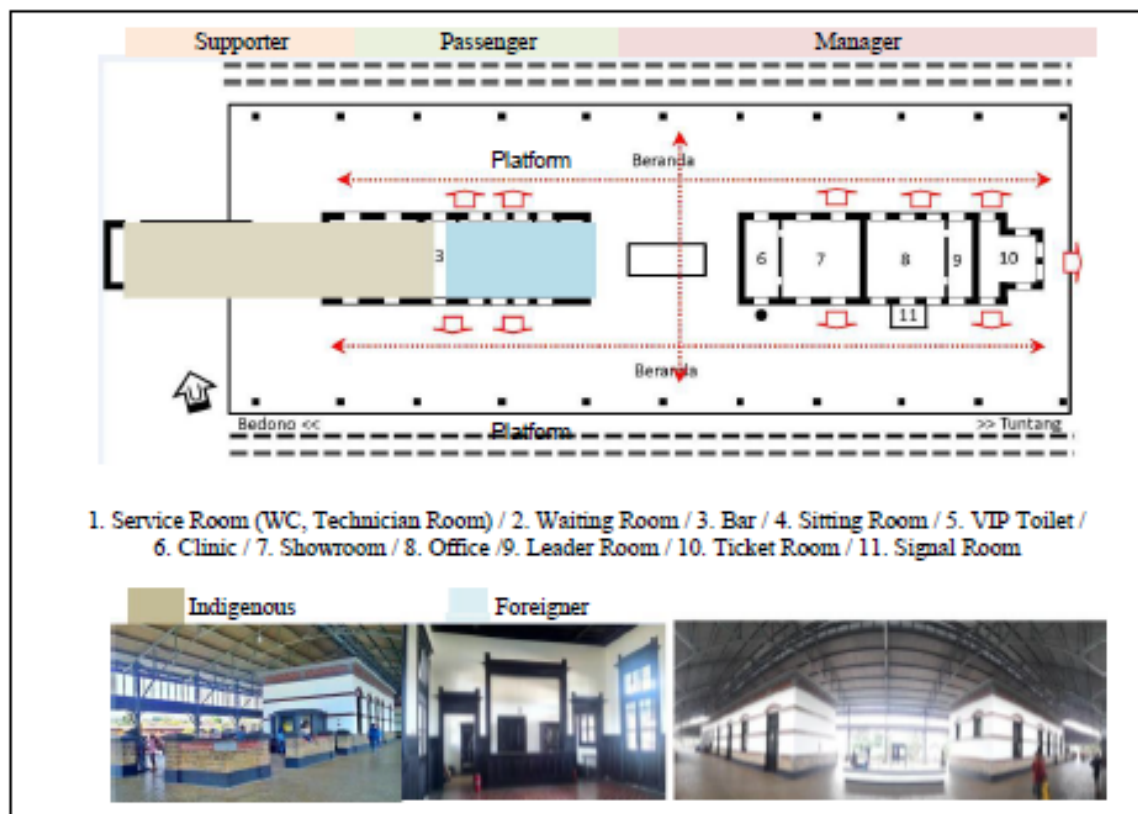 Supporter Passenger Manager
Platform Beranda
3 6 7 8 9 10
11
Beranda
U
Bedono << Platform >> Tuntang
1. Service Room (WC, Technician Room) / 2. Waiting Room / 3. Bar / 4. Sitting Room / 5. VIP Toilet /
6. Clinic / 7. Showroom / 8. Office /9. Leader Room / 10. Ticket Room / 11. Signal Room
Indigenous Foreigner